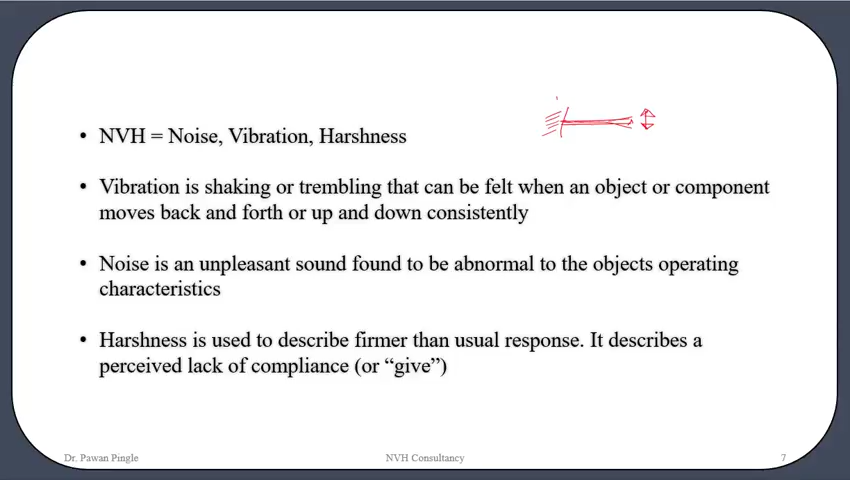 • NVH = Noise, Vibration, Harshness
• Vibration is shaking or trembling that can be felt when an object or component
moves back and forth or up and down consistently
• Noise is an unpleasant sound found to be abnormal to the objects operating
characteristics
• Harshness is used to describe firmer than usual response. It describes a
perceived lack of compliance (or “give”)
Dr. Pawan Pingle
NVH Consultancy
7